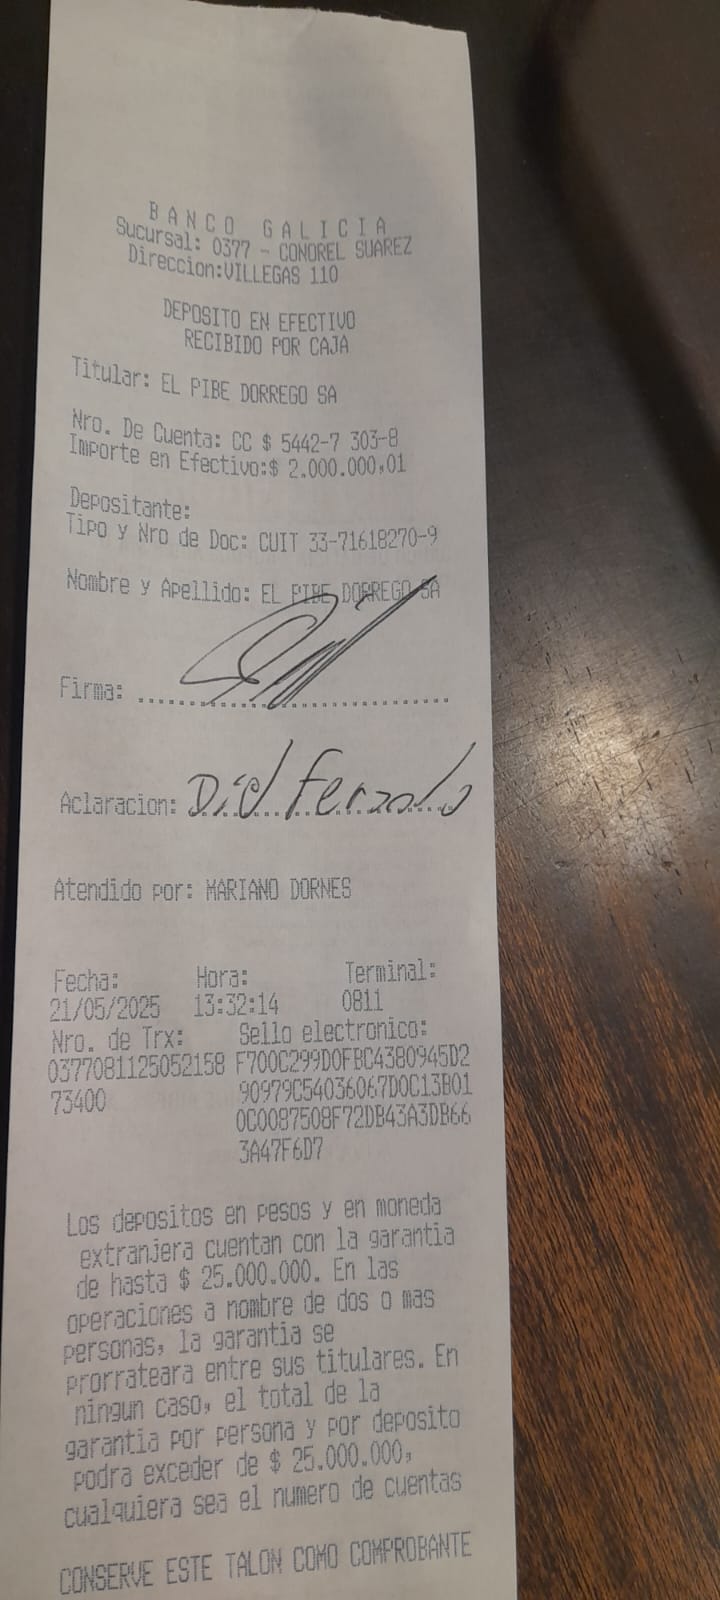 BANCO GALICIA
Sucursal: 0377 - CONOREL SUAREZ
Direccion:VILLEGAS 110
DEPOSITO EN EFECTIVO
RECIBIDO POR CAJA
Titular: EL PIBE DORREGO SA
Nro. De Cuenta: CC $ 5442-7 303-8
Importe en Efectivo:$ 2.000.000,01
Depositante:
Tipo y Nro de Doc: CUIT 33-71618270-9
Nombre y Apellido: EL PIBE DORREGO SA
Firma:
Aclaracion:
Atendido por: MARIANO DORNES
Fecha: Hora: Terminal:
21/05/2025 13:32:14 0811
Nro. de Trx: Sello electronico:
0377081125052158 F700C299D0FBC4380945D2
73400 90979C54036067D0C13B01
0C0087508F72DB43A3DB66
3A47F6D7
Los depositos en pesos y en moneda
extranjera cuentan con la garantia
de hasta $ 25.000.000. En las
operaciones a nombre de dos o mas
personas, la garantia se
prorrateara entre sus titulares. En
ningun caso, el total de la
garantia por persona y por deposito
podra exceder de $ 25.000.000,
cualquiera sea el numero de cuentas
CONSERVE ESTE TALON COMO COMPROBANTE